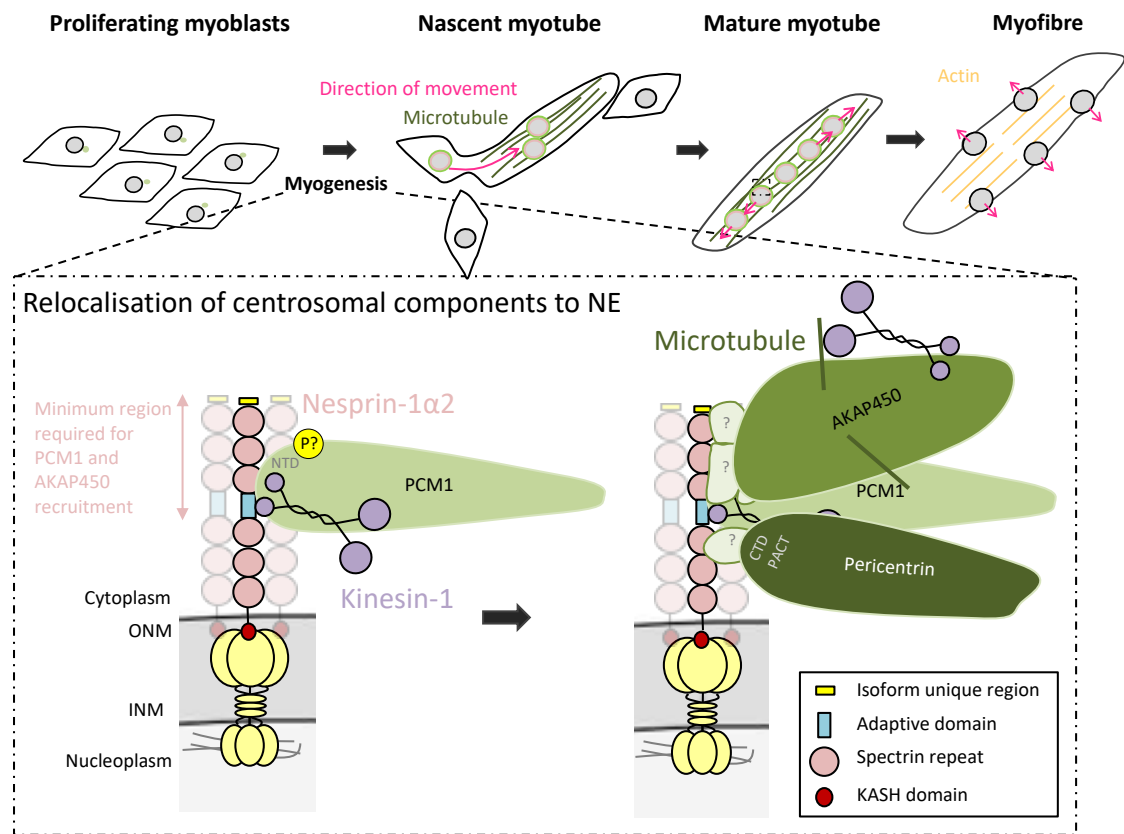 Proliferating myoblasts
Nascent myotube
Mature myotube
Myofibre
Direction of movement
Microtubule
Actin
Myogenesis
Relocalisation of centrosomal components to NE
Minimum region
required for
PCM1 and
AKAP450
recruitment
Nesprin-1α2
P?
NTD
PCM1
Kinesin-1
Cytoplasm
ONM
INM
Nucleoplasm
Microtubule
AKAP450
?
?
PCM1
?
CTD
PACT
Pericentrin
Isoform unique region
Adaptive domain
Spectrin repeat
KASH domain